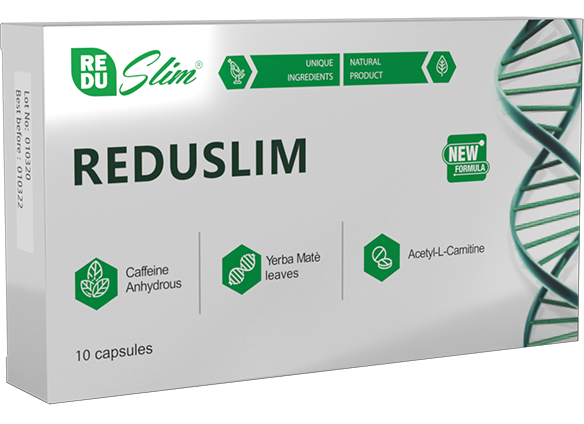 RE
DU
Slim®
UNIQUE
INGREDIENTS
NATURAL
PRODUCT
Lot No: 010320
Best before : 010322
REDUSLIM
NEW
FORMULA
Caffeine
Anhydrous
Yerba Matè
leaves
Acetyl-L-Carnitine
10 capsules